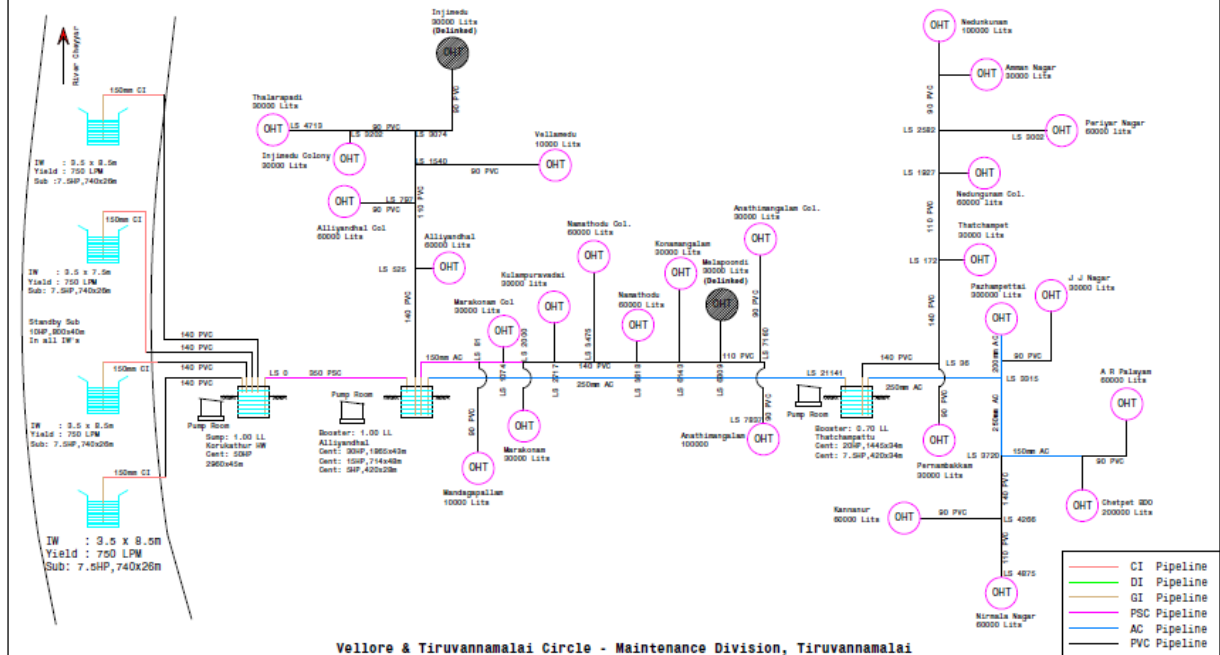 River Cheyyar
150mm CI
IW : 3.5 x 8.5m
Yield : 750 LPM
Sub :7.5HP,740x26m
150mm CI
IW : 3.5 x 7.5m
Yield : 750 LPM
Sub: 7.5HP,740x26m
Standby Sub
10HP,800x40m
In all IW's
150mm CI
IW : 3.5 x 8.5m
Yield : 750 LPM
Sub: 7.5HP,740x26m
150mm CI
IW : 3.5 x 8.5m
Yield : 750 LPM
Sub: 7.5HP,740x26m
140 PVC
140 PVC
140 PVC
140 PVC
Pump Room
Sump: 1.00 LL
Korukathur HW
Cent: 50HP
2960x45m
LS 0
350 PSC
Pump Room
Booster: 1.00 LL
Alliyandhal
Cent: 30HP,1965x43m
Cent: 15HP,714x49m
Cent: 5HP,420x29m
Injimedu
30000 Lits
(Delinked)
OHT
90 PVC
Thalarapadi
30000 Lits
OHT
LS 4713
90 PVC
LS 3202
LS 3074
Injimedu Colony
30000 Lits
OHT
Vellamedu
10000 Lits
OHT
LS 1540
90 PVC
OHT
LS 797
90 PVC
110 PVC
Alliyandhal Col
60000 Lits
Alliyandhal
60000 Lits
OHT
LS 525
140 PVC
150mm AC
Marakonam Col
30000 Lits
OHT
Kulampuravadai
30000 Lits
OHT
Namathodu Col.
60000 Lits
OHT
Namathodu
60000 Lits
OHT
Konamangalam
30000 Lits
OHT
Melapoondi
30000 Lits
(Delinked)
OHT
Anathimangalam Col.
30000 Lits
OHT
90 PVC
LS 81
LS 1374
LS 2000
LS 2717
LS 3475
LS 7160
140 PVC
110 PVC
250mm AC
90 PVC
OHT
Mandagapallam
10000 Lits
OHT
Marakonam
30000 Lits
LS 7837
90 PVC
OHT
Anathimangalam
100000
LS 21141
Pump Room
Booster: 0.70 LL
Thatchampattu
Cent: 20HP,1445x34m
Cent: 7.5HP,420x34m
Nedunkunam
100000 Lits
OHT
Amman Nagar
30000 Lits
OHT
90 PVC
LS 2582
LS 3002
Periyar Nagar
60000 Lits
OHT
LS 1927
OHT
Nedungunam Col.
60000 Lits
110 PVC
Thatchampet
30000 Lits
OHT
LS 172
140 PVC
140 PVC
LS 36
250mm AC
90 PVC
OHT
Pernambakkam
30000 Lits
Pazhampettai
300000 Lits
OHT
J J Nagar
30000 Lits
OHT
200mm AC
90 PVC
LS 3315
250mm AC
A R Palayam
60000 Lits
OHT
LS 3720
150mm AC
90 PVC
OHT
Chetpet BDO
200000 Lits
140 PVC
Kannanur
60000 Lits
OHT
90 PVC
LS 4266
110 PVC
LS 4875
OHT
Nirmala Nagar
60000 Lits
CI Pipeline
DI Pipeline
GI Pipeline
PSC Pipeline
AC Pipeline
PVC Pipeline
Vellore & Tiruvannamalai Circle - Maintenance Division, Tiruvannamalai